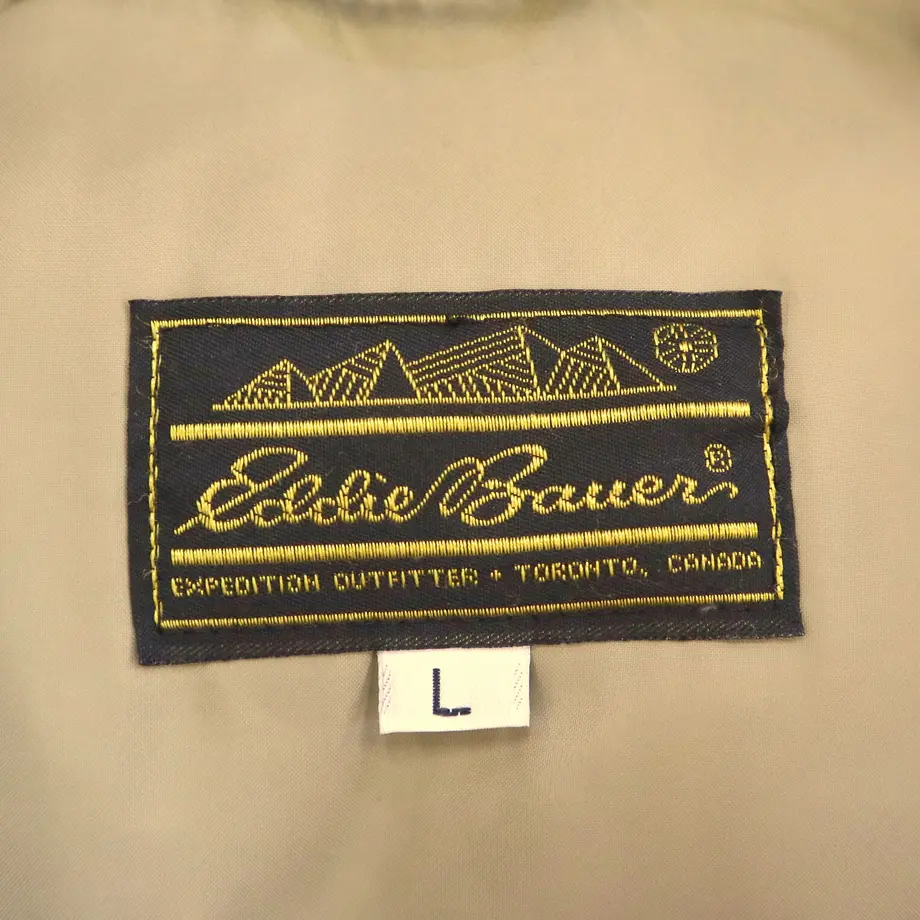 Eddie Bauer®
EXPEDITION OUTFITTER • TORONTO, CANADA
L